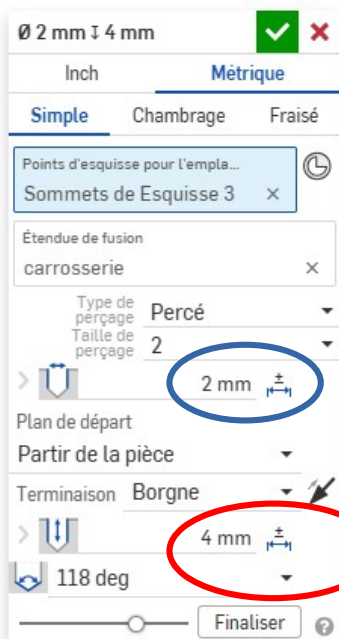 Ø 2 mm ↧ 4 mm
Inch Métrique
Simple Chambrage Fraisé
Points d'esquisse pour l'empla...
Sommets de Esquisse 3 ×
Étendue de fusion
carrosserie ×
Type de perçage Percé
Taille de perçage 2
2 mm
Plan de départ
Partir de la pièce
Terminaison Borgne
4 mm
118 deg
Finaliser